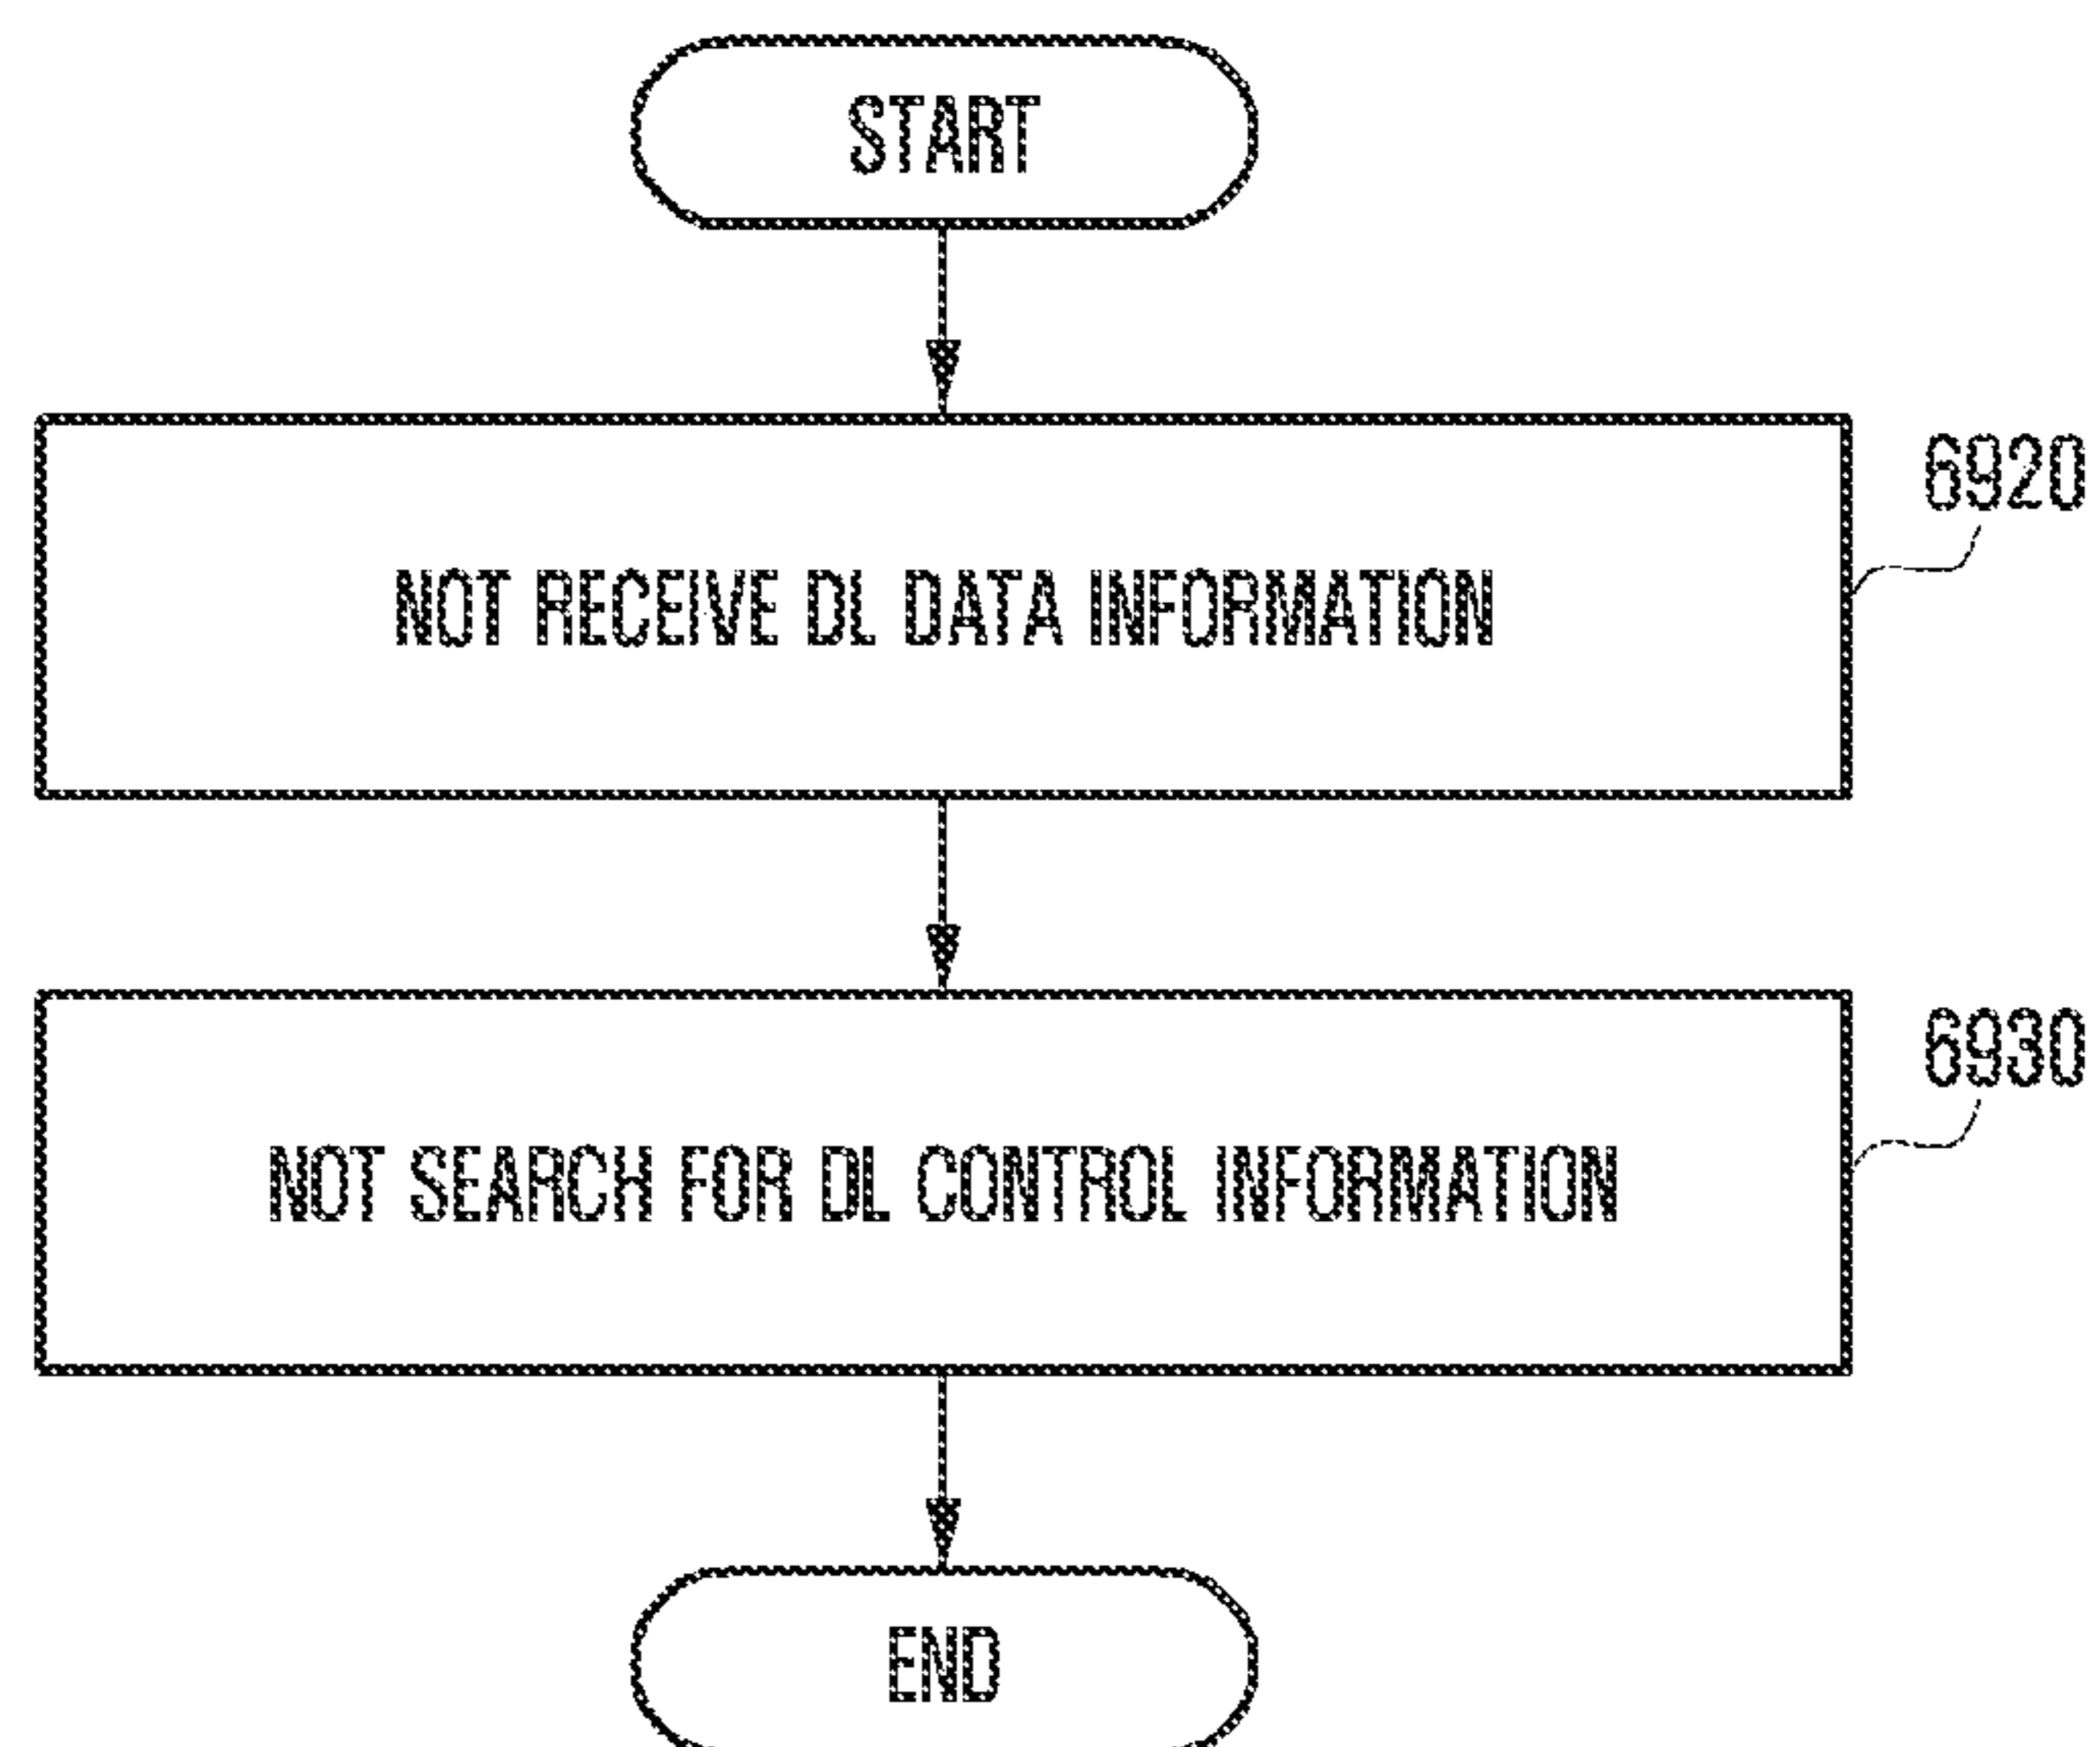 START
6920
NOT RECEIVE DL DATA INFORMATION
6930
NOT SEARCH FOR DL CONTROL INFORMATION
END